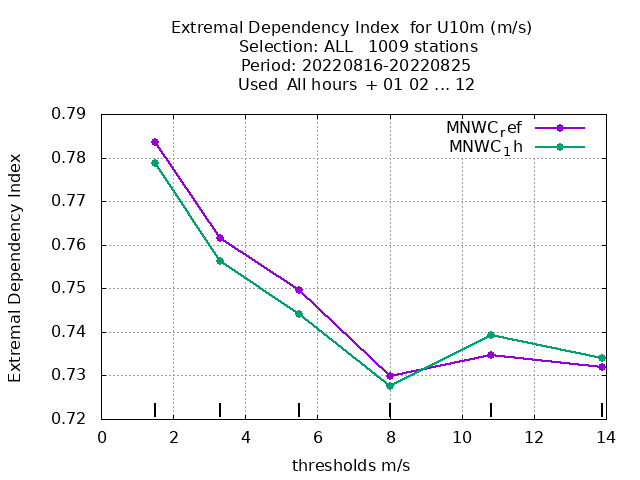 Extremal Dependency Index  for U10m (m/s)
Selection: ALL   1009 stations
Period: 20220816-20220825
Used  All hours  + 01 02 ... 12
MNWCref
MNWC1h
0.79
0.78
0.77
0.76
0.75
0.74
0.73
0.72
Extremal Dependency Index
0 2 4 6 8 10 12 14
thresholds m/s